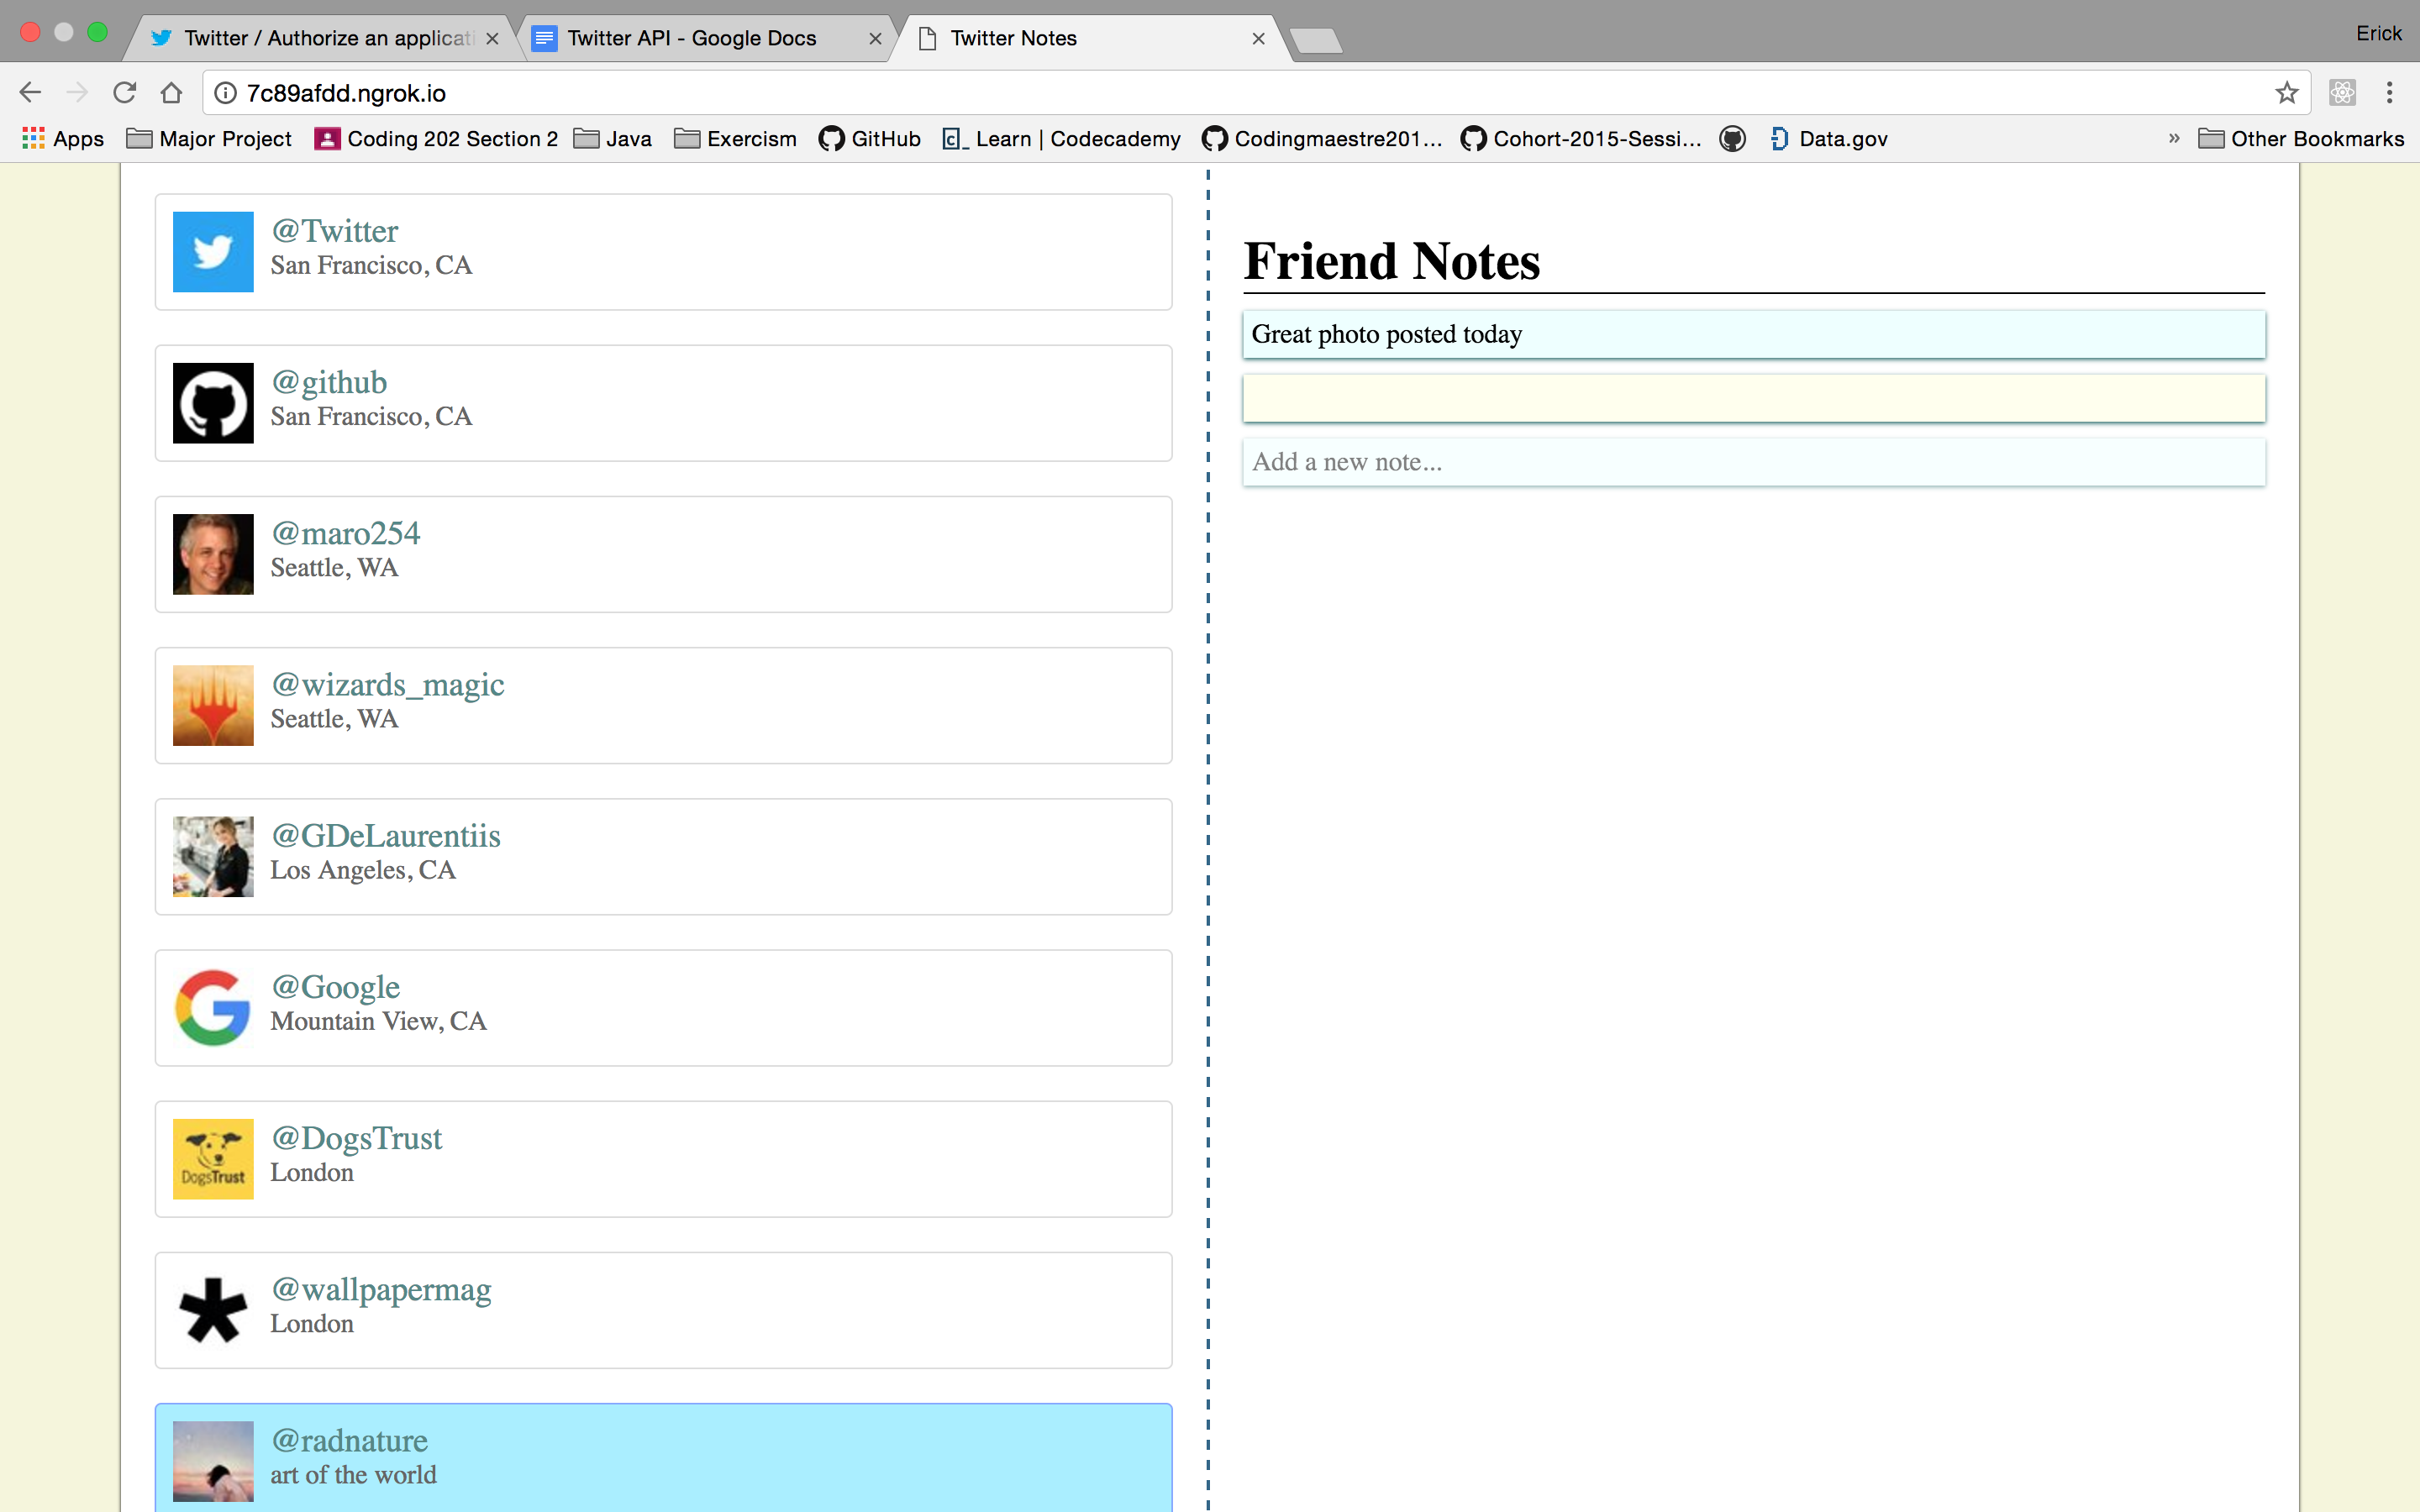 Twitter / Authorize an applicati
Twitter API - Google Docs
Twitter Notes
Erick
7c89afdd.ngrok.io
Apps
Major Project
Coding 202 Section 2
Java
Exercism
GitHub
Learn | Codecademy
Codingmaestre201...
Cohort-2015-Sessi...
Data.gov
»
Other Bookmarks
@Twitter
San Francisco, CA
@github
San Francisco, CA
@maro254
Seattle, WA
@wizards_magic
Seattle, WA
@GDeLaurentiis
Los Angeles, CA
@Google
Mountain View, CA
DogsTrust
@DogsTrust
London
@wallpapermag
London
@radnature
art of the world
Friend Notes
Great photo posted today
Add a new note...